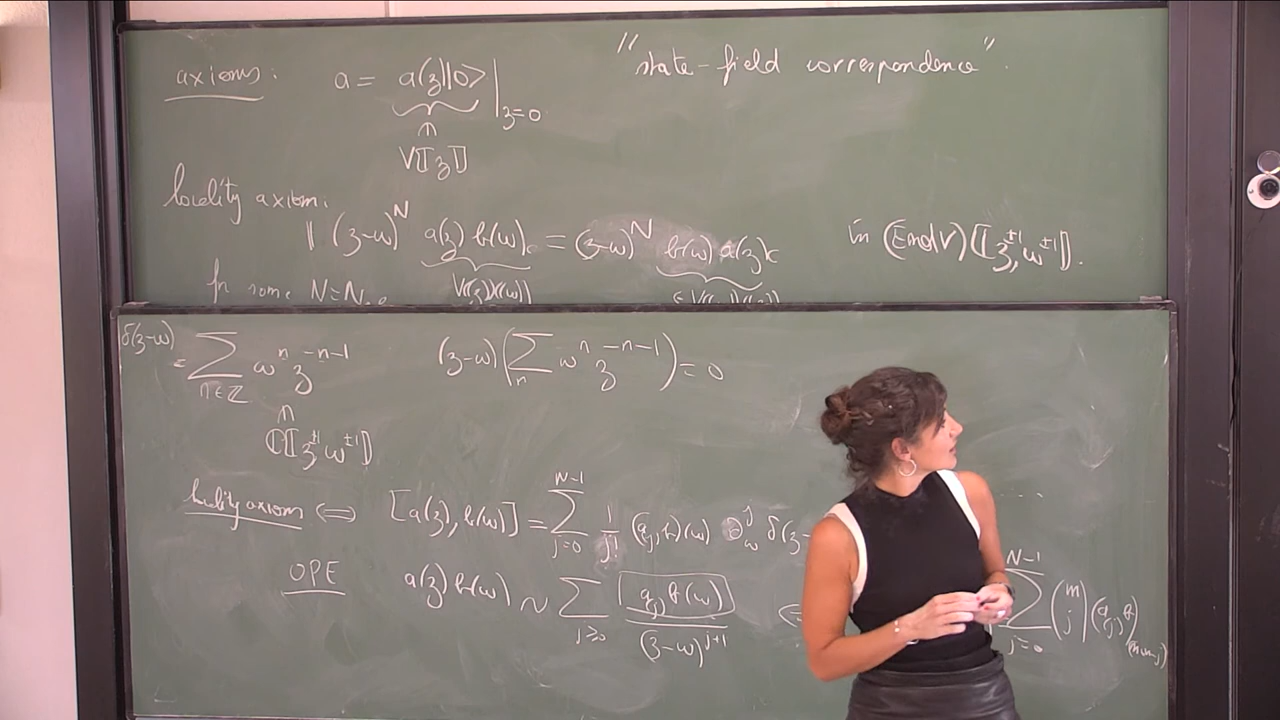 "state-field correspondence".
axioms: a = a(z)|0> |z=0
∩
V[[z]]
locality axiom:
(z-w)^N a(z) b(w) c = (z-w)^N b(w) a(z) c in (End V)[[z^±1, w^±1]].
for some N = N V((z))((w)) ∈ V((w))((z))
δ(z-w) = Σ_{n∈Z} w^n z^{-n-1} (z-w)(Σ_n w^n z^{-n-1}) = 0
∩
C[[z^±1, w^±1]]
locality axiom ⟺ [a(z), b(w)] = Σ_{j=0}^{N-1} 1/j! (a_(j) b)(w) ∂_w^j δ(z-
OPE a(z) b(w) ~ Σ_{j≥0} a_(j) b(w) / (z-w)^{j+1} ⟺ Σ_{j=0}^{N-1} (m j) (a_(j) b)_(m+n-j)